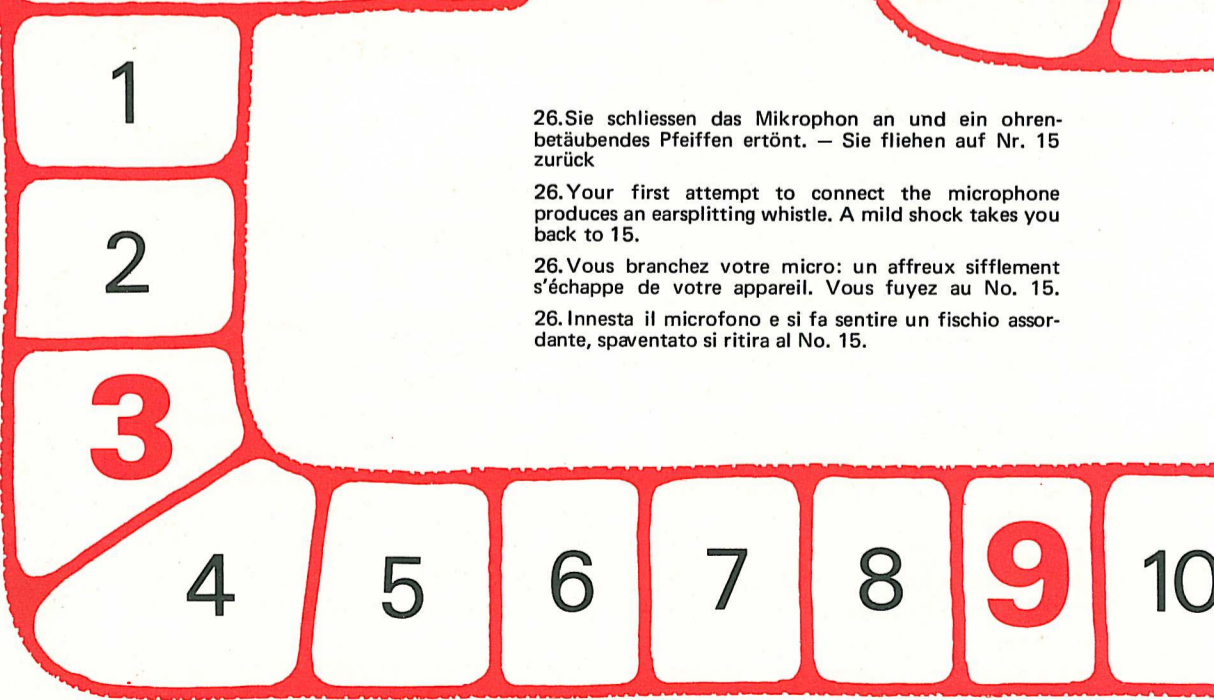 1
2
3
4
5
6
7
8
9
10
26. Sie schliessen das Mikrophon an und ein ohren-
betäubendes Pfeiffen ertönt. — Sie fliehen auf Nr. 15
zurück
26. Your first attempt to connect the microphone
produces an earsplitting whistle. A mild shock takes you
back to 15.
26. Vous branchez votre micro: un affreux sifflement
s'échappe de votre appareil. Vous fuyez au No. 15.
26. Innesta il microfono e si fa sentire un fischio assor-
dante, spaventato si ritira al No. 15.